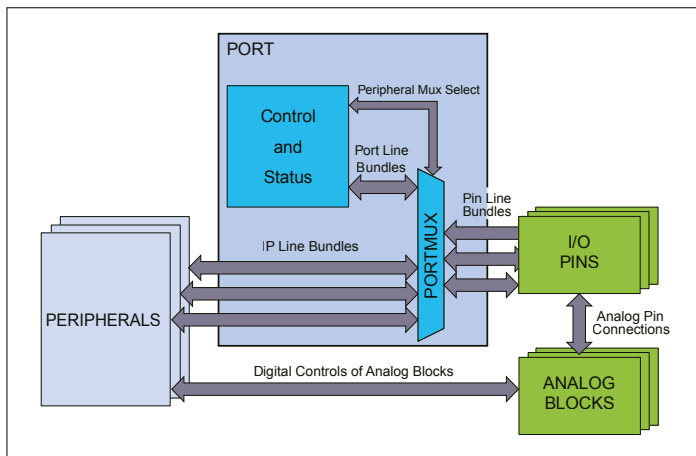 PORT
Peripheral Mux Select
Control
and
Status
Port Line
Bundles
Pin Line
Bundles
PORTMUX
I/O
PINS
IP Line Bundles
PERIPHERALS
Analog Pin
Connections
Digital Controls of Analog Blocks
ANALOG
BLOCKS